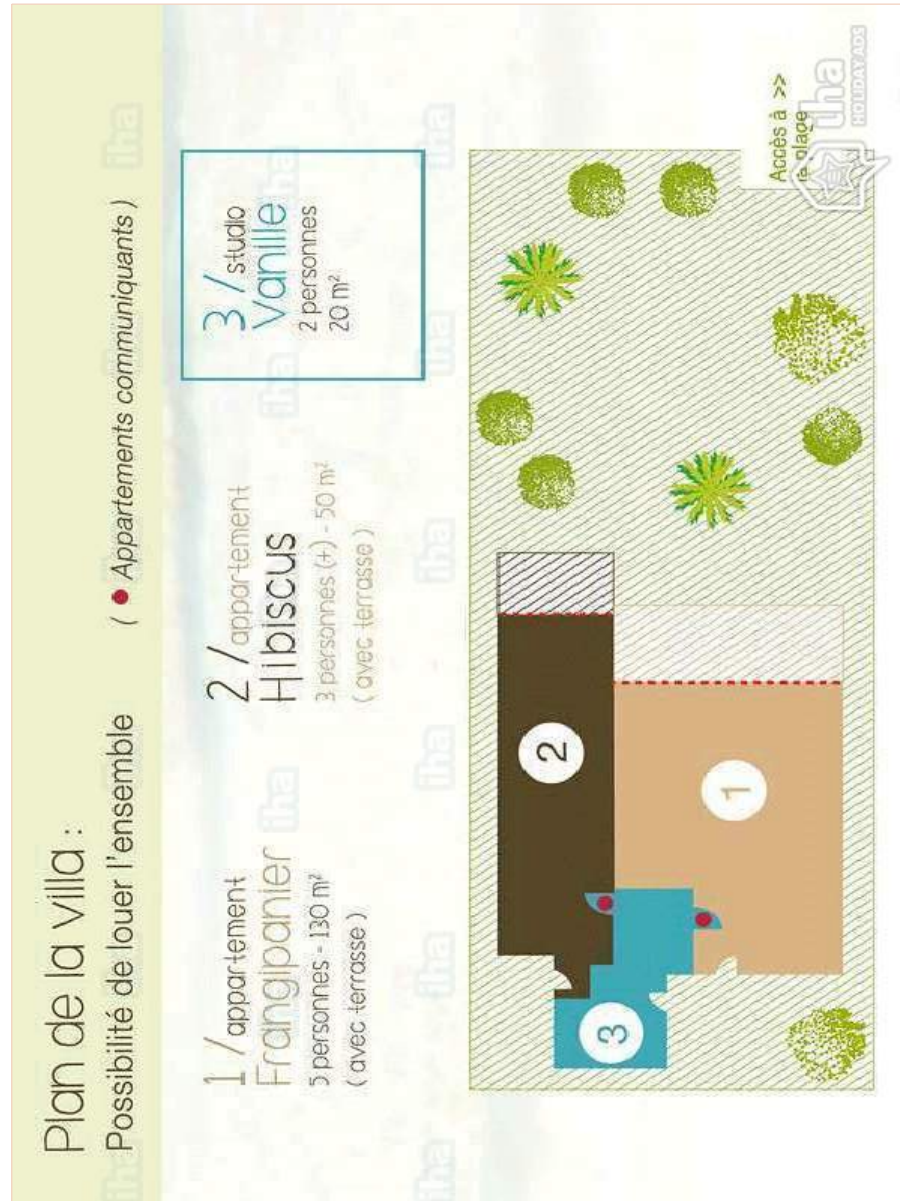 Plan de la villa :
Possibilité de louer l'ensemble
( Appartements communiquants )
1 / appartement
Frangipanier
5 personnes - 130 m²
( avec terrasse )
2 / appartement
Hibiscus
3 personnes (+) - 50 m²
( avec terrasse )
3 / studio
Vanille
2 personnes
20 m²
2
1
3
Accès à >>
la plage
iha
HOLIDAY ADS